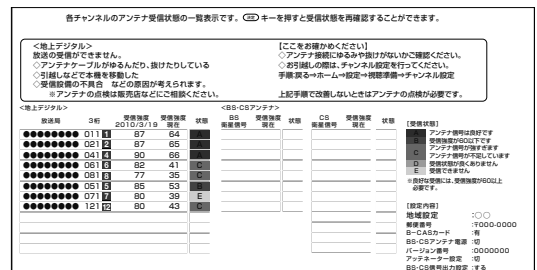 各チャンネルのアンテナ受信状態の一覧表示です。 キーを押すと受信状態を再確認することができます。
＜地上デジタル＞
放送の受信ができません。
◇アンテナケーブルがゆるんだり、抜けたりしている
◇引越しなどで本機を移動した
◇受信設備の不具合　などの原因が考えられます。
※アンテナの点検は販売店などにご相談ください。
【ここをお確かめください】
◇アンテナ接続にゆるみや抜けがないかご確認ください。
◇お引越しの際は、チャンネル設定を行ってください。
手順:戻る→ホーム→設定→視聴準備→チャンネル設定
上記手順で改善しないときはアンテナの点検が必要です。
＜地上デジタル＞
放送局 3桁 受信強度 2010/3/19 受信強度 現在 状態
●●●●●●●● 011 1 87 64 A
●●●●●●●● 021 2 87 65 A
●●●●●●●● 041 4 90 66 A
●●●●●●●● 061 6 82 41 C
●●●●●●●● 081 8 77 35 C
●●●●●●●● 051 5 85 53 B
●●●●●●●● 071 7 80 39 E
●●●●●●●● 121 12 80 43 C
＜BS・CSアンテナ＞
BS 衛星信号 受信強度 現在 状態
CS 衛星信号 受信強度 現在 状態
[受信状態]
A アンテナ信号は良好です
B 受信強度が60以下です
C アンテナ信号が強すぎます
アンテナ信号が不足しています
D 受信状態が良くありません
E 受信できません
※良好な受信には、受信強度が60以上
必要です。
[設定内容]
地域設定 :○○
郵便番号 :〒000-0000
B−CASカード :有
BS・CSアンテナ電源 :切
バージョン番号 :0000000
アッテネーター設定 :切
BS・CS信号出力設定 :する